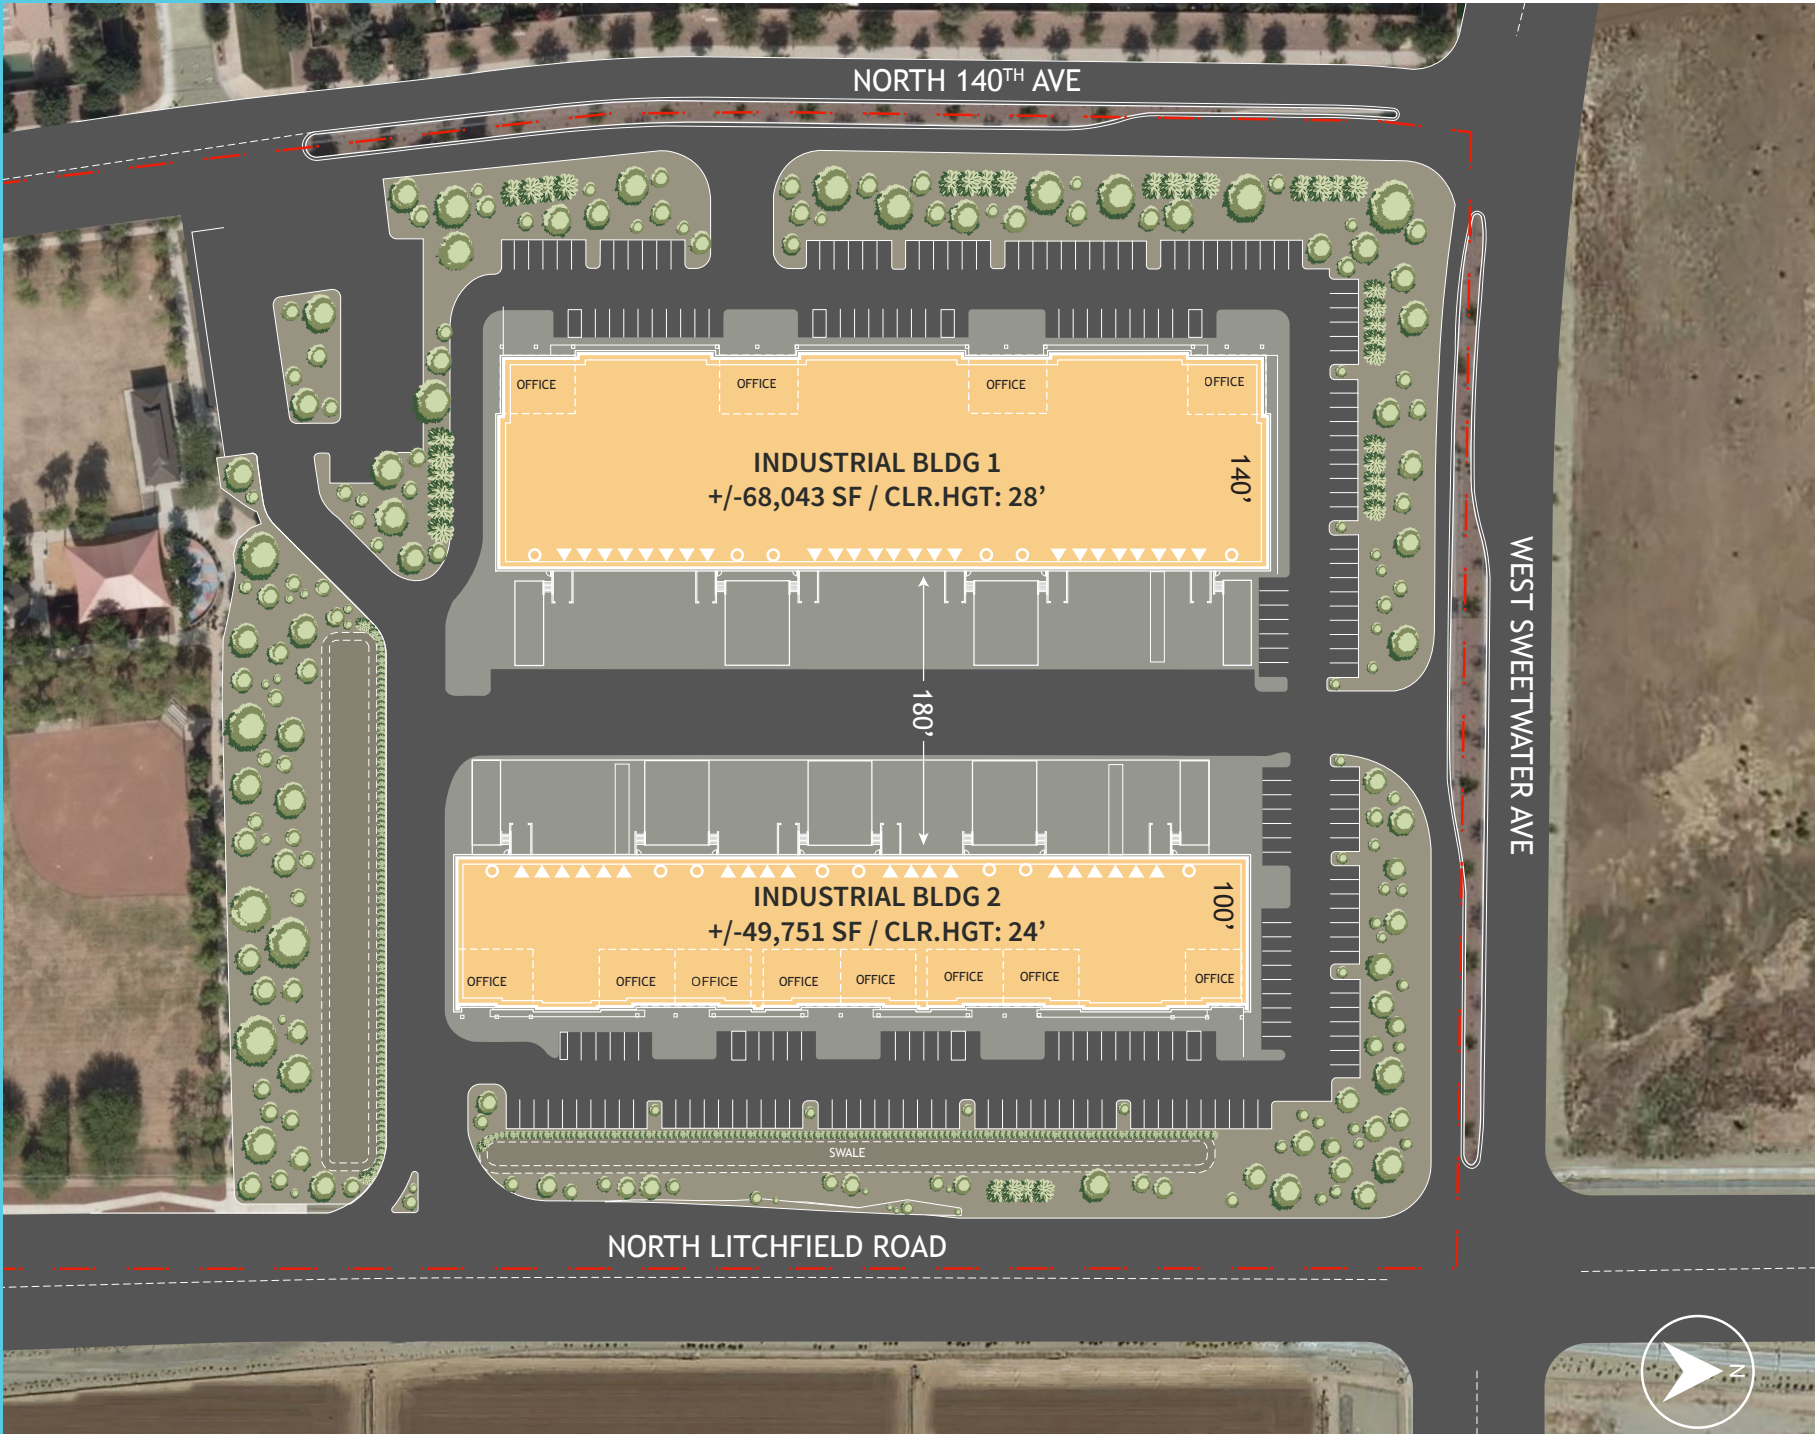 NORTH 140TH AVE
OFFICE
OFFICE
OFFICE
OFFICE
INDUSTRIAL BLDG 1
+/-68,043 SF / CLR.HGT: 28’
140’
180’
WEST SWEETWATER AVE
INDUSTRIAL BLDG 2
+/-49,751 SF / CLR.HGT: 24’
100’
OFFICE
OFFICE
OFFICE
OFFICE
OFFICE
OFFICE
OFFICE
OFFICE
SWALE
NORTH LITCHFIELD ROAD
N